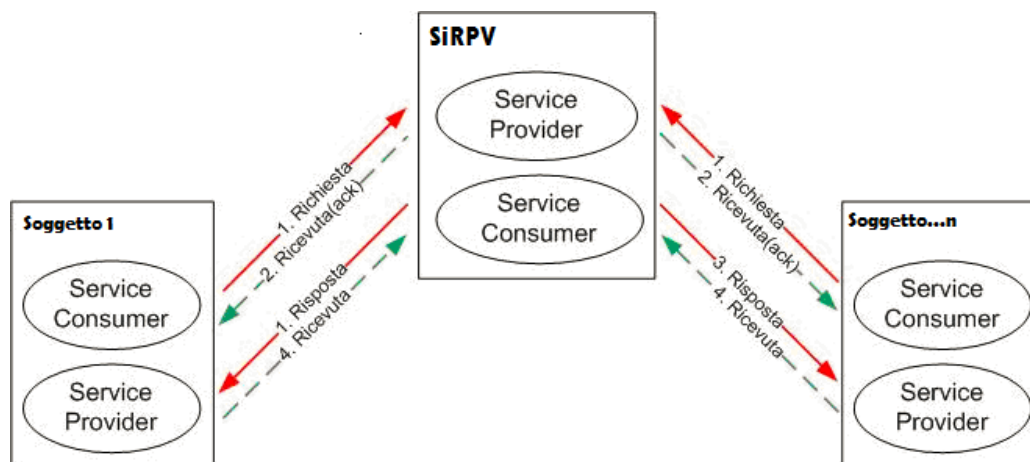 SiRPV
Service
Provider
Service
Consumer
Soggetto 1
Service
Consumer
Service
Provider
1. Richiesta
2. Ricevuta(ack)
1. Risposta
4. Ricevuta
1. Richiesta
2. Ricevuta(ack)
3. Risposta
4. Ricevuta
Soggetto...n
Service
Consumer
Service
Provider